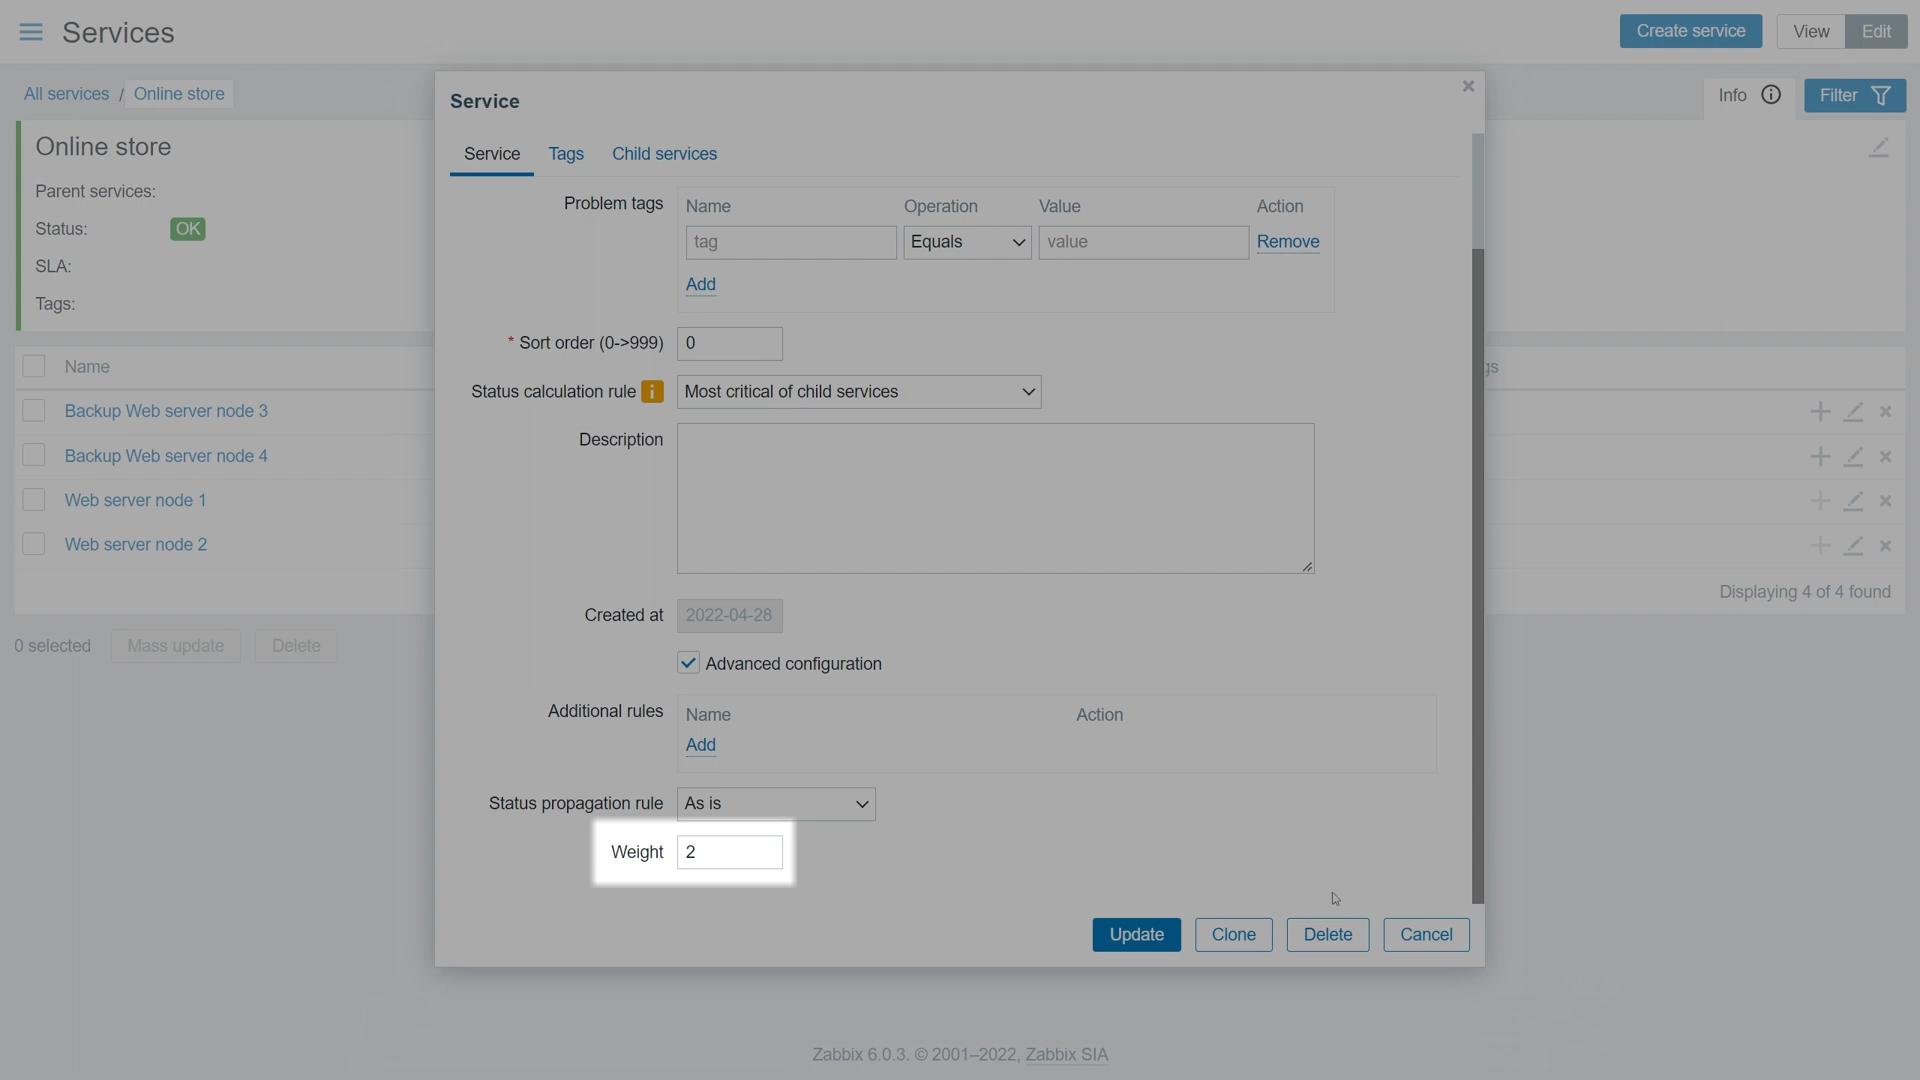 Services
Create service
View
Edit
All services / Online store
Info
Filter
Online store
Parent services:
Status: OK
SLA:
Tags:
Name
Backup Web server node 3
Backup Web server node 4
Web server node 1
Web server node 2
Displaying 4 of 4 found
0 selected
Mass update
Delete
Service
Service Tags Child services
Problem tags
Name Operation Value Action
tag Equals value Remove
Add
* Sort order (0->999) 0
Status calculation rule Most critical of child services
Description
Created at 2022-04-28
Advanced configuration
Additional rules
Name Action
Add
Status propagation rule As is
Weight 2
Update Clone Delete Cancel
Zabbix 6.0.3. © 2001–2022, Zabbix SIA